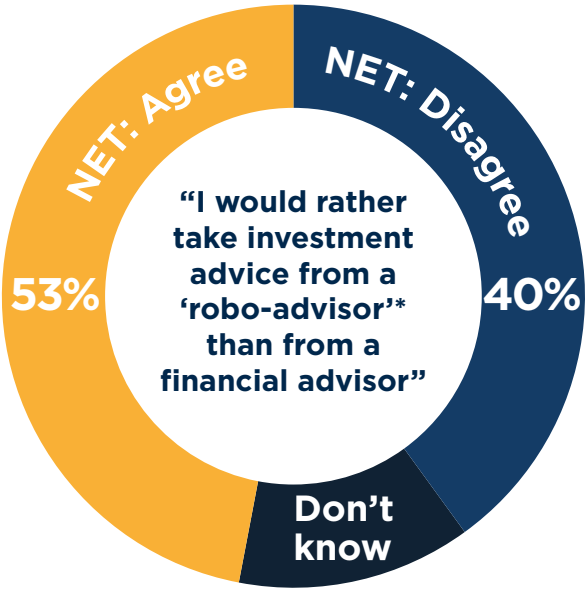 NET: Agree
NET: Disagree
“I would rather
take investment
advice from a
‘robo-advisor’*
than from a
financial advisor”
53%
40%
Don’t
know